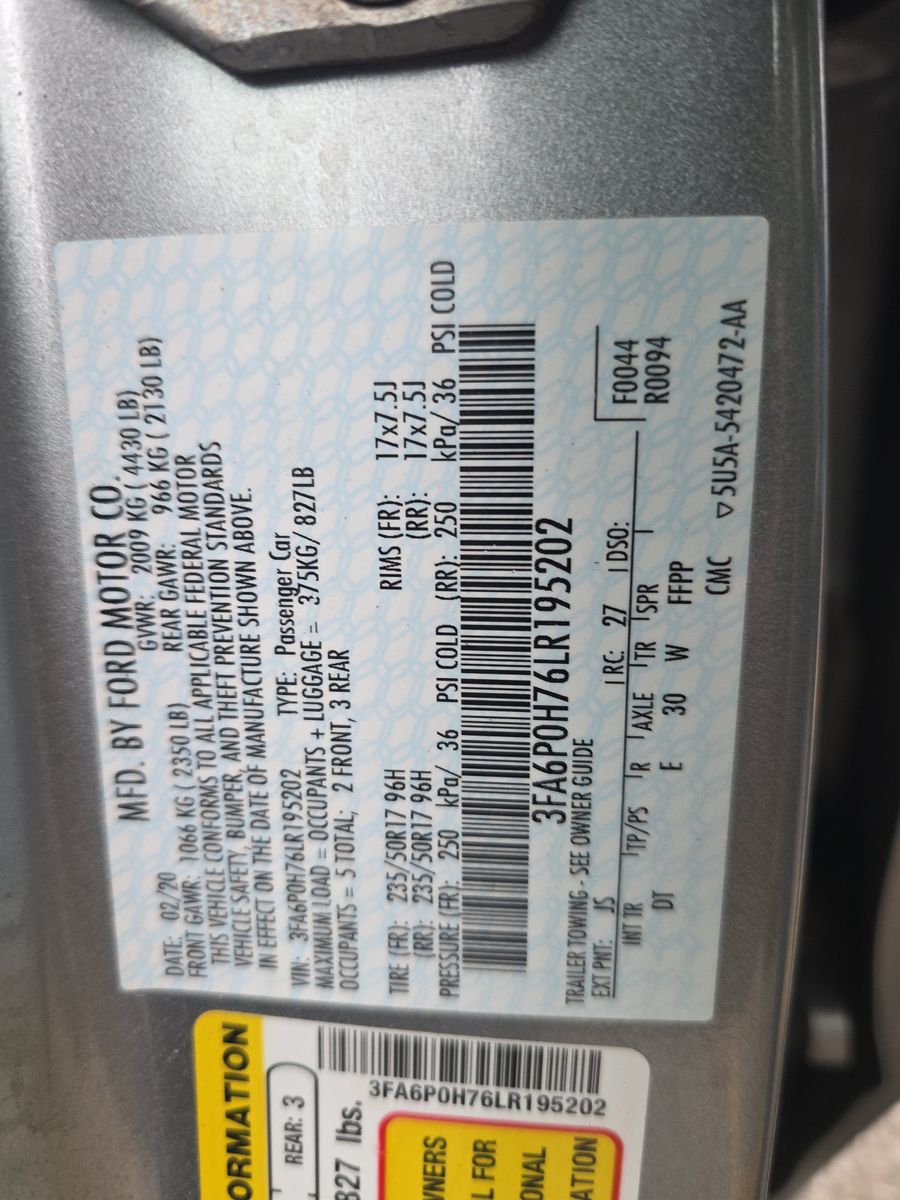 MFD. BY FORD MOTOR CO.
DATE: 02/20 GVWR: 2009 KG ( 4430 LB)
FRONT GAWR: 1066 KG ( 2350 LB) REAR GAWR: 966 KG ( 2130 LB)
THIS VEHICLE CONFORMS TO ALL APPLICABLE FEDERAL MOTOR
VEHICLE SAFETY, BUMPER, AND THEFT PREVENTION STANDARDS
IN EFFECT ON THE DATE OF MANUFACTURE SHOWN ABOVE.
VIN: 3FA6P0H76LR195202 TYPE: Passenger Car
MAXIMUM LOAD = OCCUPANTS + LUGGAGE = 375KG/ 827LB
OCCUPANTS = 5 TOTAL; 2 FRONT, 3 REAR
TIRE (FR): 235/50R17 96H RIMS (FR): 17x7.5J
(RR): 235/50R17 96H (RR): 17x7.5J
PRESSURE (FR): 250 kPa/ 36 PSI COLD (RR): 250 kPa/ 36 PSI COLD
3FA6P0H76LR195202
TRAILER TOWING - SEE OWNER GUIDE
EXT PNT: JS RC: 27 DSO: F0044
R0094
INT TR TP/PS R AXLE TR SPR
DT E 30 W FFPP
CMC ▽5U5A-5420472-AA
ORMATION
REAR: 3
827 lbs.
3FA6P0H76LR195202
WNERS
L FOR
ONAL
ATION